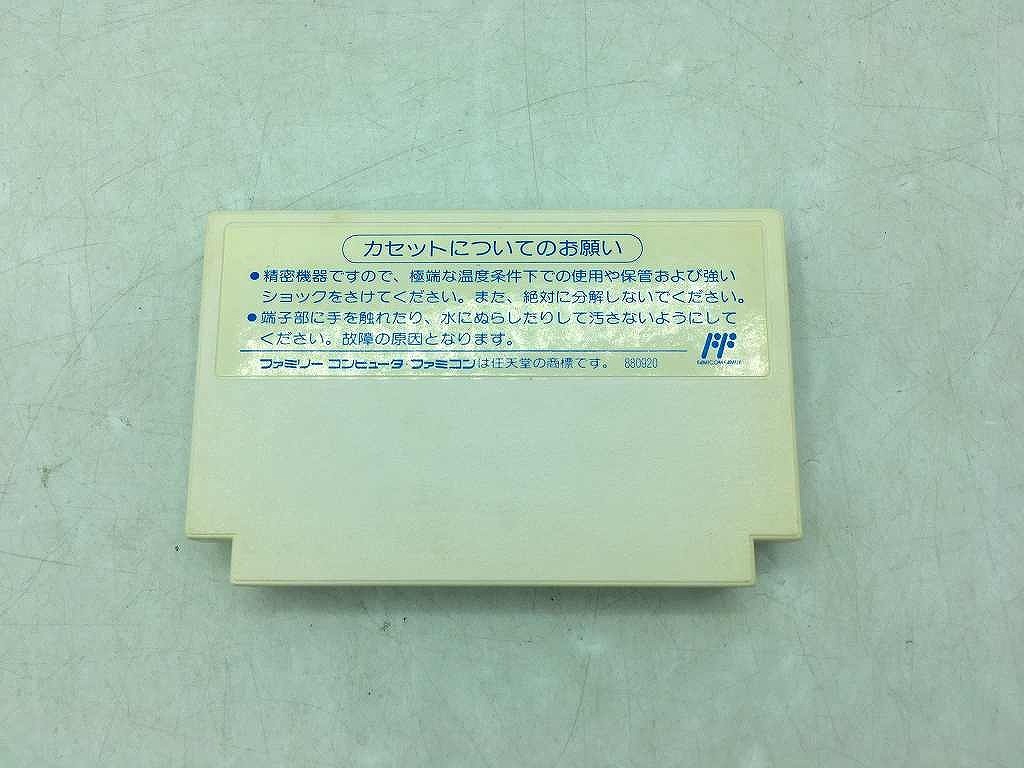 カセットについてのお願い
●精密機器ですので、極端な温度条件下での使用や保管および強い
ショックをさけてください。また、絶対に分解しないでください。
●端子部に手を触れたり、水にぬらしたりして汚さないようにして
ください。故障の原因となります。
ファミリー コンピュータ・ファミコンは任天堂の商標です。 880920
FAMICOM FAMILY